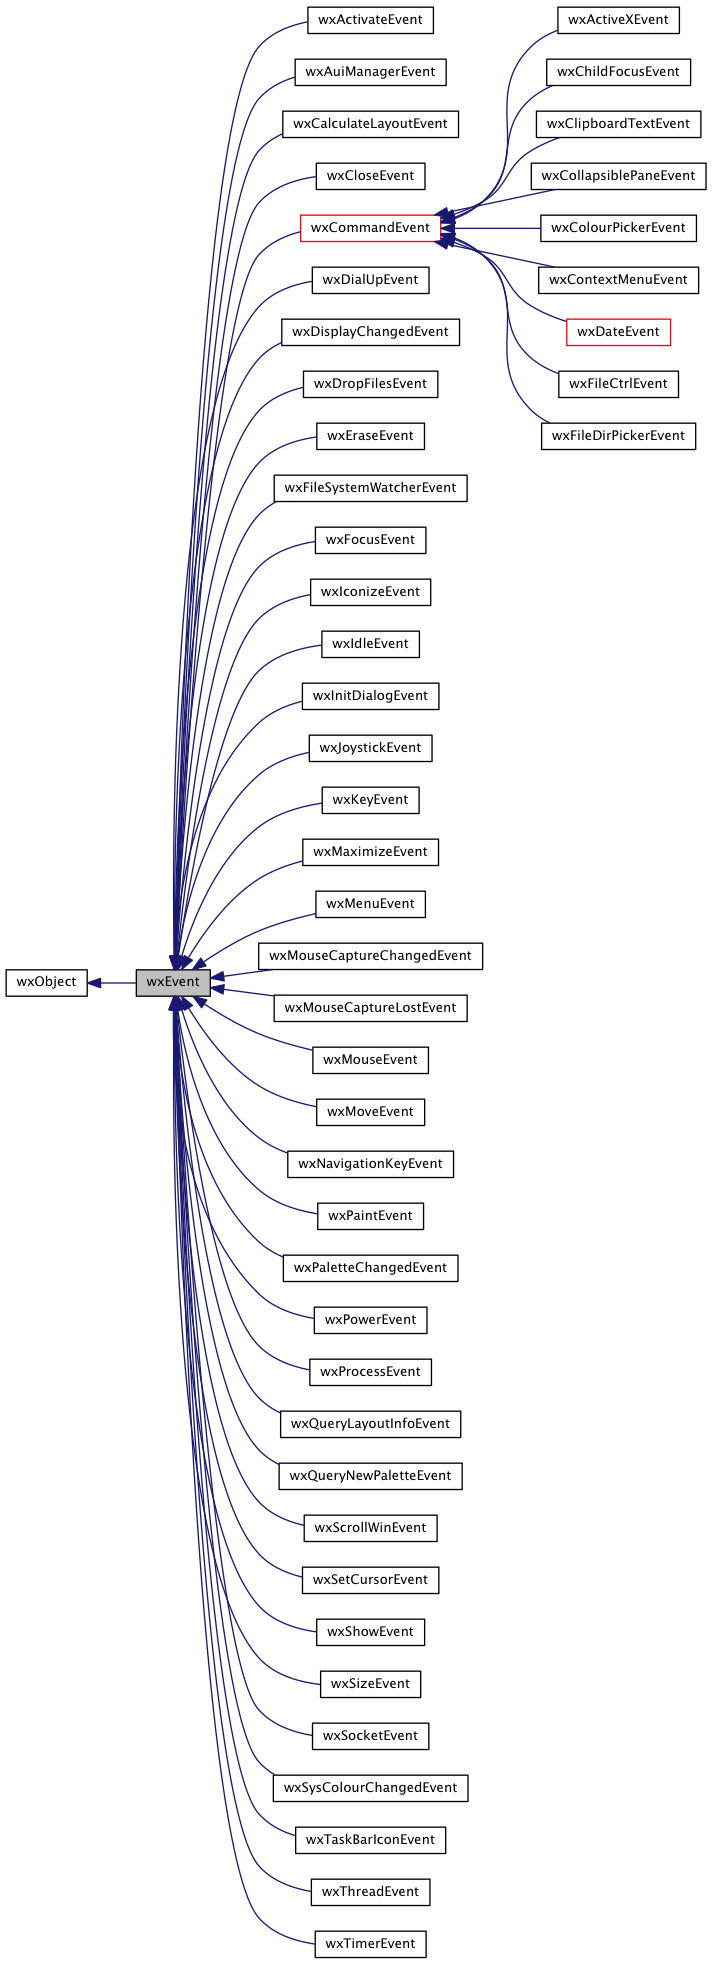 wxActivateEvent
wxActiveXEvent
wxAuiManagerEvent
wxChildFocusEvent
wxCalculateLayoutEvent
wxClipboardTextEvent
wxCloseEvent
wxCollapsiblePaneEvent
wxCommandEvent
wxColourPickerEvent
wxDialUpEvent
wxContextMenuEvent
wxDisplayChangedEvent
wxDateEvent
wxDropFilesEvent
wxFileCtrlEvent
wxEraseEvent
wxFileDirPickerEvent
wxFileSystemWatcherEvent
wxFocusEvent
wxIconizeEvent
wxIdleEvent
wxInitDialogEvent
wxJoystickEvent
wxKeyEvent
wxMaximizeEvent
wxMenuEvent
wxMouseCaptureChangedEvent
wxObject
wxEvent
wxMouseCaptureLostEvent
wxMouseEvent
wxMoveEvent
wxNavigationKeyEvent
wxPaintEvent
wxPaletteChangedEvent
wxPowerEvent
wxProcessEvent
wxQueryLayoutInfoEvent
wxQueryNewPaletteEvent
wxScrollWinEvent
wxSetCursorEvent
wxShowEvent
wxSizeEvent
wxSocketEvent
wxSysColourChangedEvent
wxTaskBarIconEvent
wxThreadEvent
wxTimerEvent